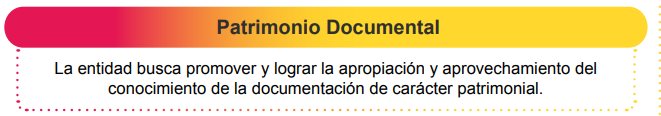 Patrimonio Documental
La entidad busca promover y lograr la apropiación y aprovechamiento del
conocimiento de la documentación de carácter patrimonial.